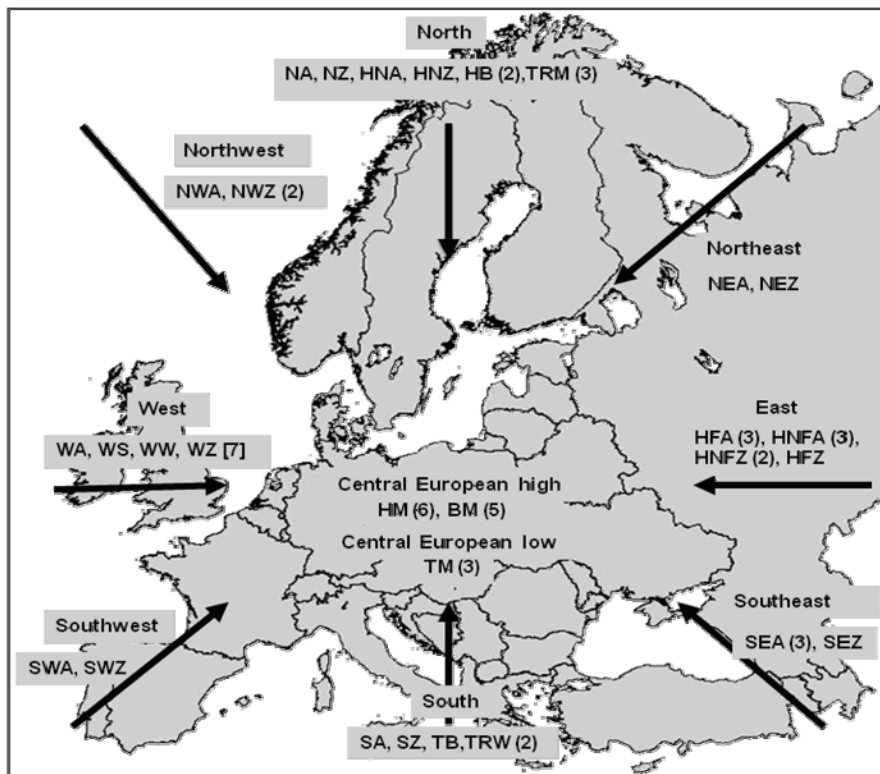 North
NA, NZ, HNA, HNZ, HB (2),TRM (3)
Northwest
NWA, NWZ (2)
Northeast
NEA, NEZ
West
WA, WS, WW, WZ [7]
East
HFA (3), HNFA (3),
HNFZ (2), HFZ
Central European high
HM (6), BM (5)
Central European low
TM (3)
Southwest
SWA, SWZ
Southeast
SEA (3), SEZ
South
SA, SZ, TB,TRW (2)